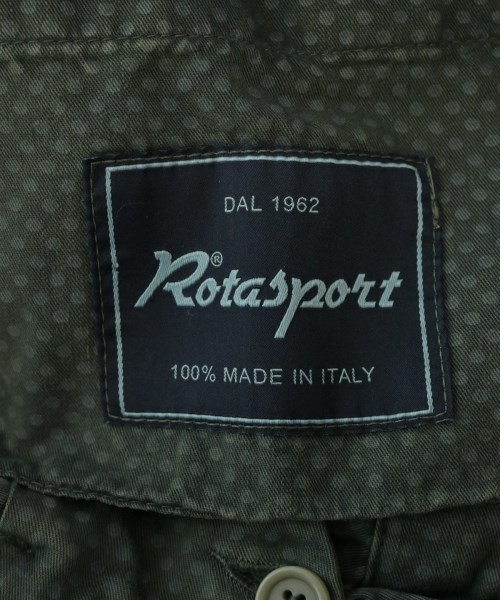 DAL 1962
Rotasport®
100% MADE IN ITALY